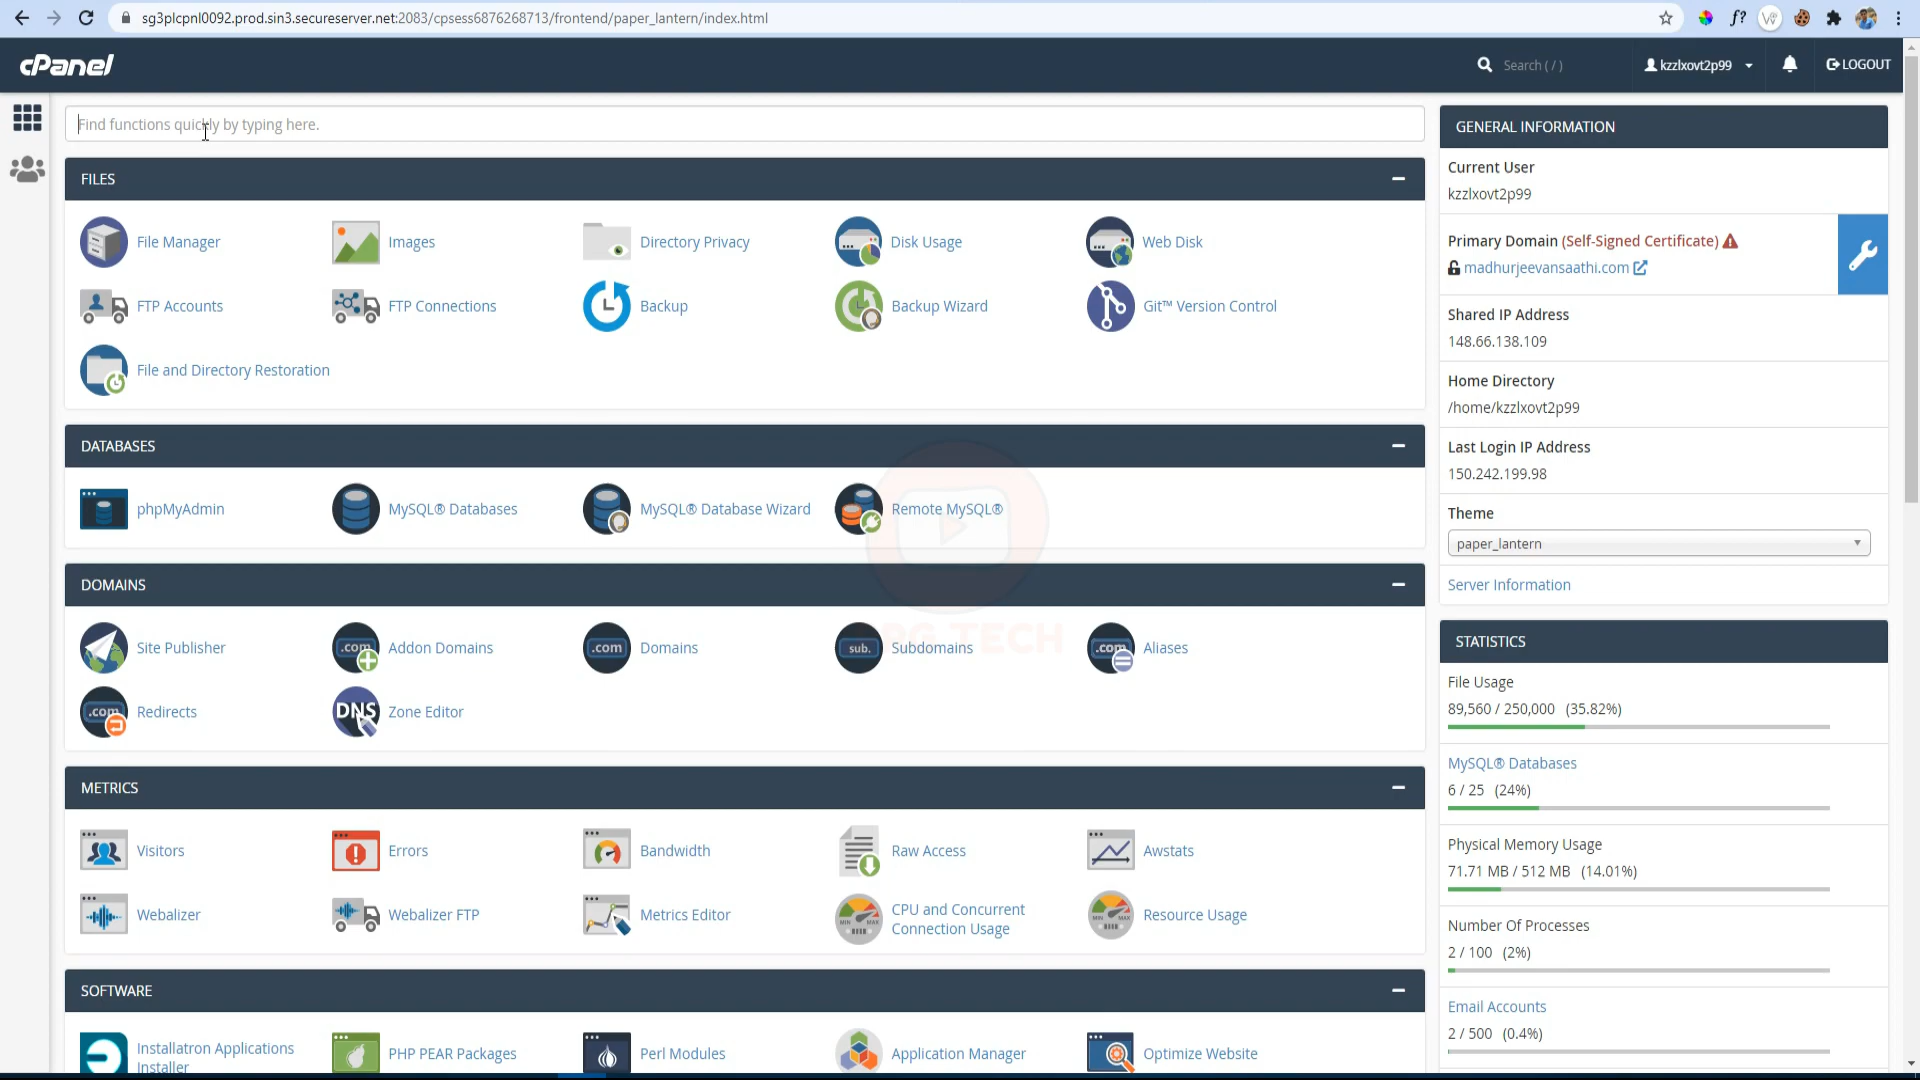 sg3plcpnl0092.prod.sin3.secureserver.net:2083/cpsess6876268713/frontend/paper_lantern/index.html
cPanel
Search ( / )
kzzlxovt2p99
LOGOUT
Find functions quickly by typing here.
FILES
File Manager
Images
Directory Privacy
Disk Usage
Web Disk
FTP Accounts
FTP Connections
Backup
Backup Wizard
Git™ Version Control
File and Directory Restoration
DATABASES
phpMyAdmin
MySQL® Databases
MySQL® Database Wizard
Remote MySQL®
DOMAINS
Site Publisher
Addon Domains
Domains
Subdomains
Aliases
Redirects
Zone Editor
METRICS
Visitors
Errors
Bandwidth
Raw Access
Awstats
Webalizer
Webalizer FTP
Metrics Editor
CPU and Concurrent
Connection Usage
Resource Usage
SOFTWARE
Installatron Applications
Installer
PHP PEAR Packages
Perl Modules
Application Manager
Optimize Website
GENERAL INFORMATION
Current User
kzzlxovt2p99
Primary Domain (Self-Signed Certificate)
madhurjeevansaathi.com
Shared IP Address
148.66.138.109
Home Directory
/home/kzzlxovt2p99
Last Login IP Address
150.242.199.98
Theme
paper_lantern
Server Information
STATISTICS
File Usage
89,560 / 250,000 (35.82%)
MySQL® Databases
6 / 25 (24%)
Physical Memory Usage
71.71 MB / 512 MB (14.01%)
Number Of Processes
2 / 100 (2%)
Email Accounts
2 / 500 (0.4%)
.com
.com
sub.
.com
.com
DNS
TECH